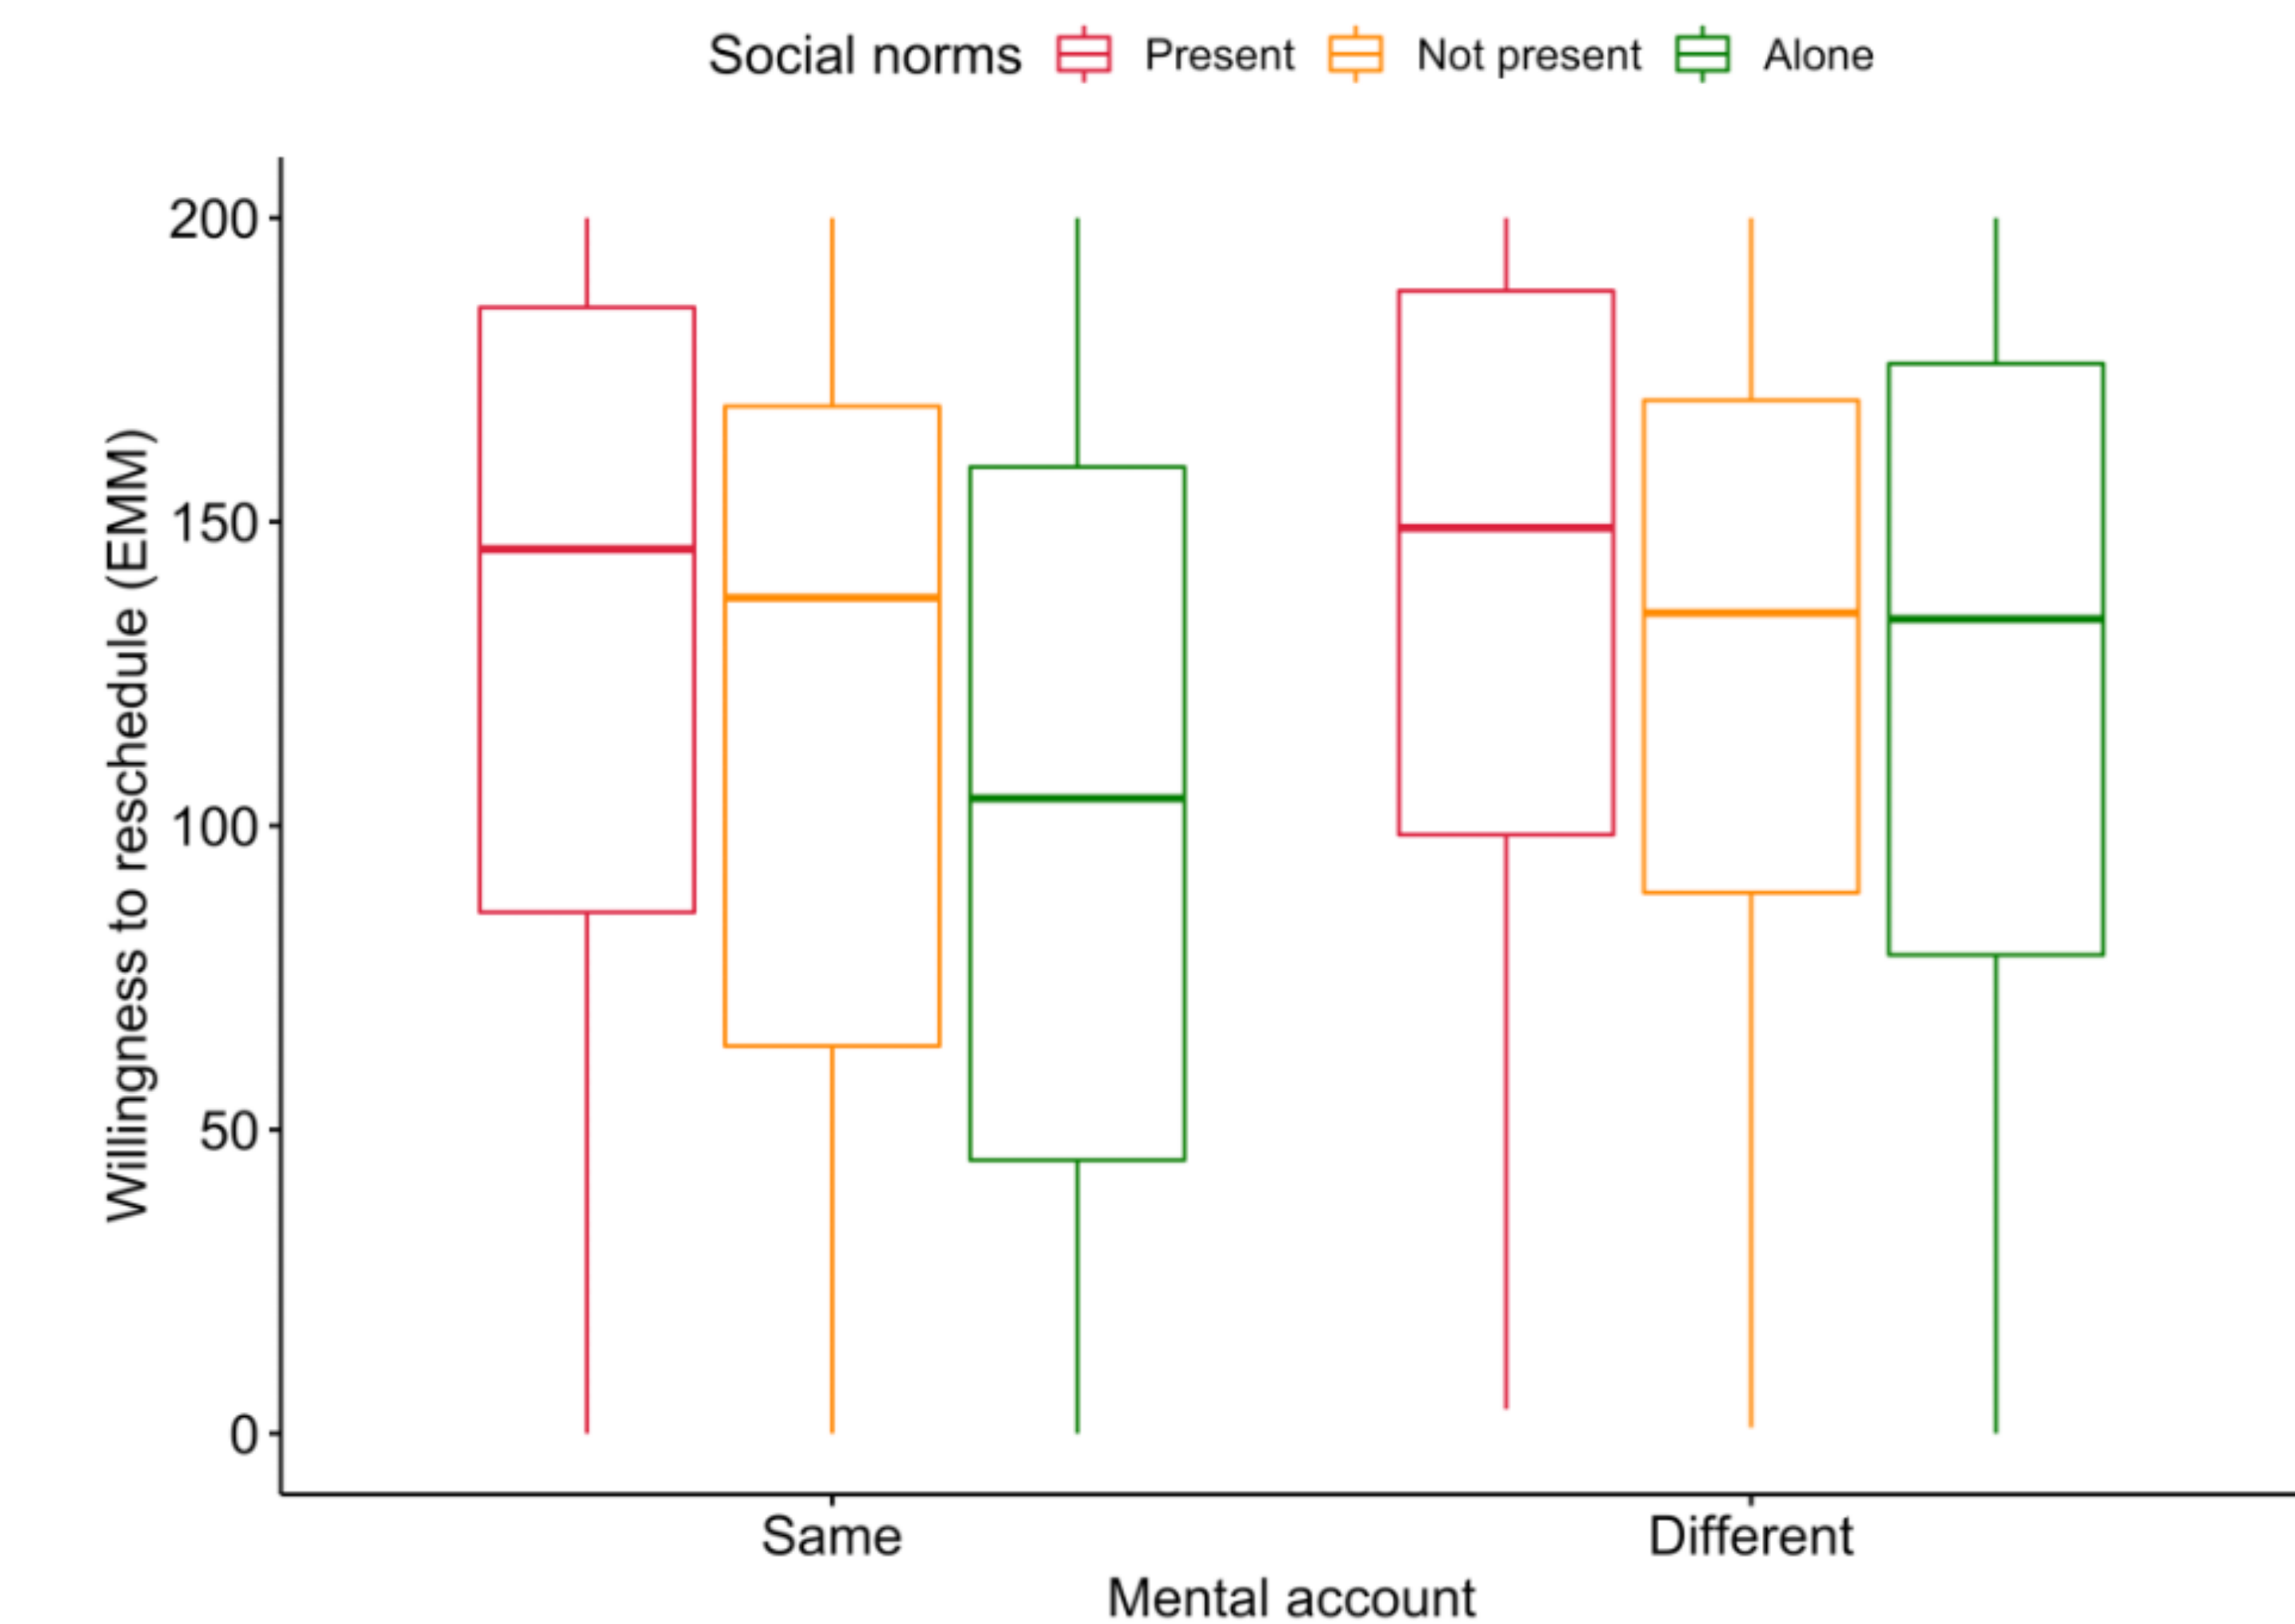 Social norms Present Not present Alone
Willingness to reschedule (EMM)
200
150
100
50
0
Same Different
Mental account